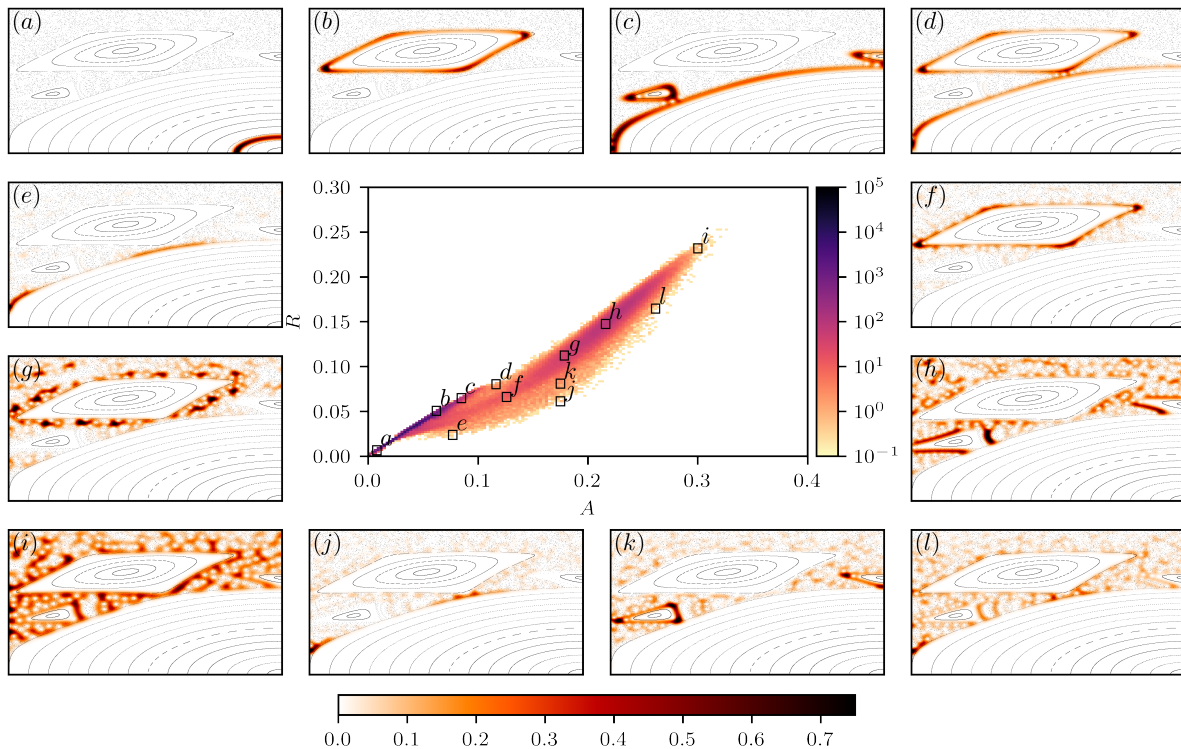 (a)
(b)
(c)
(d)
(e)
(f)
(g)
(h)
(i)
(j)
(k)
(l)
0.30
0.25
0.20
0.15
0.10
0.05
0.00
R
0.0 0.1 0.2 0.3 0.4
A
a b c d e f g h i j k l
10^5
10^4
10^3
10^2
10^1
10^0
10^−1
0.0 0.1 0.2 0.3 0.4 0.5 0.6 0.7